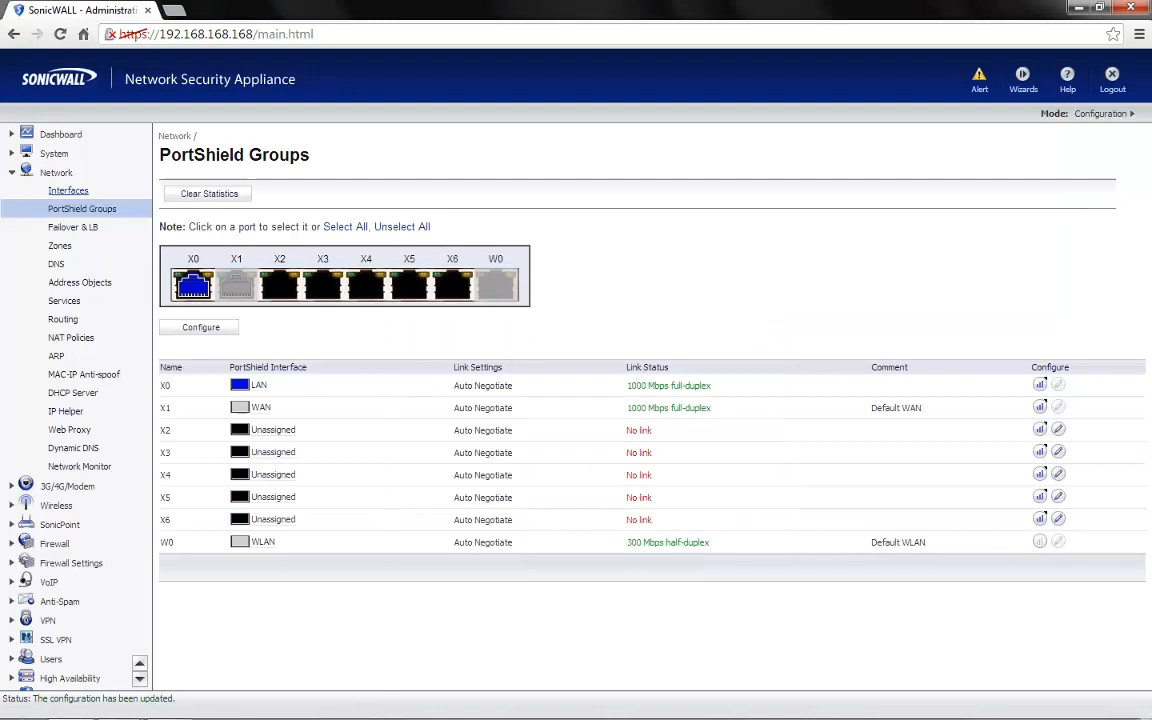 SonicWALL - Administrati
https://192.168.168.168/main.html
SONICWALL Network Security Appliance
Alert Wizards Help Logout
Mode: Configuration
Dashboard
System
Network
Interfaces
PortShield Groups
Failover & LB
Zones
DNS
Address Objects
Services
Routing
NAT Policies
ARP
MAC-IP Anti-spoof
DHCP Server
IP Helper
Web Proxy
Dynamic DNS
Network Monitor
3G/4G/Modem
Wireless
SonicPoint
Firewall
Firewall Settings
VoIP
Anti-Spam
VPN
SSL VPN
Users
High Availability
Network /
PortShield Groups
Clear Statistics
Note: Click on a port to select it or Select All, Unselect All
X0 X1 X2 X3 X4 X5 X6 W0
Configure
Name PortShield Interface Link Settings Link Status Comment Configure
X0 LAN Auto Negotiate 1000 Mbps full-duplex
X1 WAN Auto Negotiate 1000 Mbps full-duplex Default WAN
X2 Unassigned Auto Negotiate No link
X3 Unassigned Auto Negotiate No link
X4 Unassigned Auto Negotiate No link
X5 Unassigned Auto Negotiate No link
X6 Unassigned Auto Negotiate No link
W0 WLAN Auto Negotiate 300 Mbps half-duplex Default WLAN
Status: The configuration has been updated.